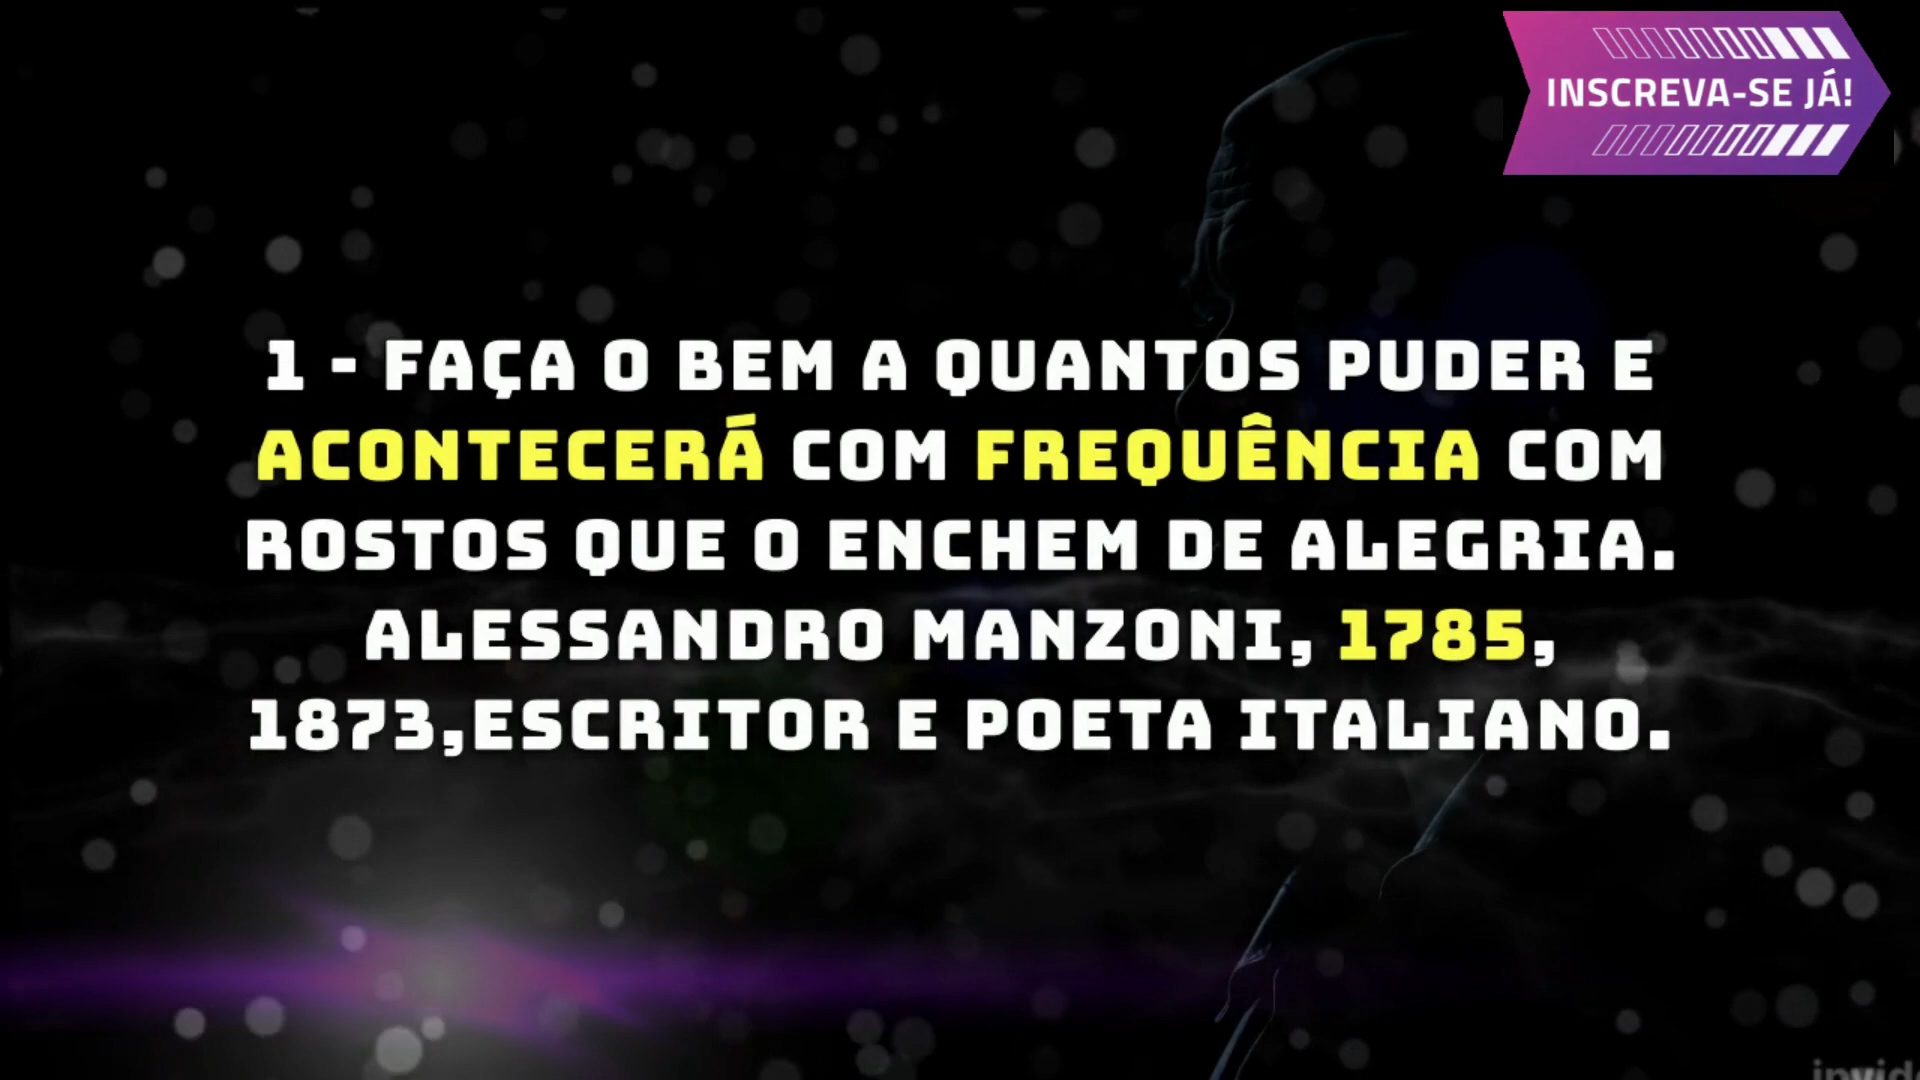 INSCREVA-SE JÁ!
1 - FAÇA O BEM A QUANTOS PUDER E
ACONTECERÁ COM FREQUÊNCIA COM
ROSTOS QUE O ENCHEM DE ALEGRIA.
ALESSANDRO MANZONI, 1785,
1873,ESCRITOR E POETA ITALIANO.